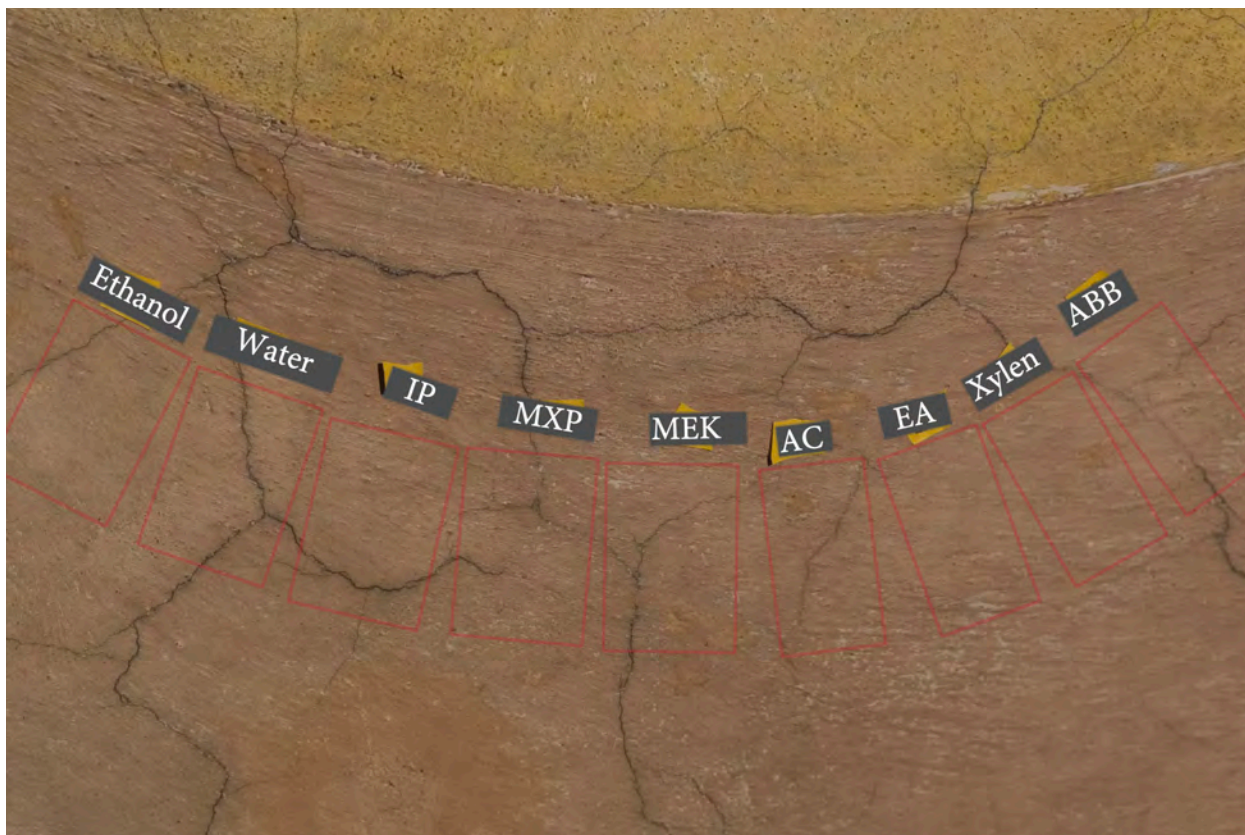 Ethanol
Water
IP
MXP
MEK
AC
EA
Xylen
ABB